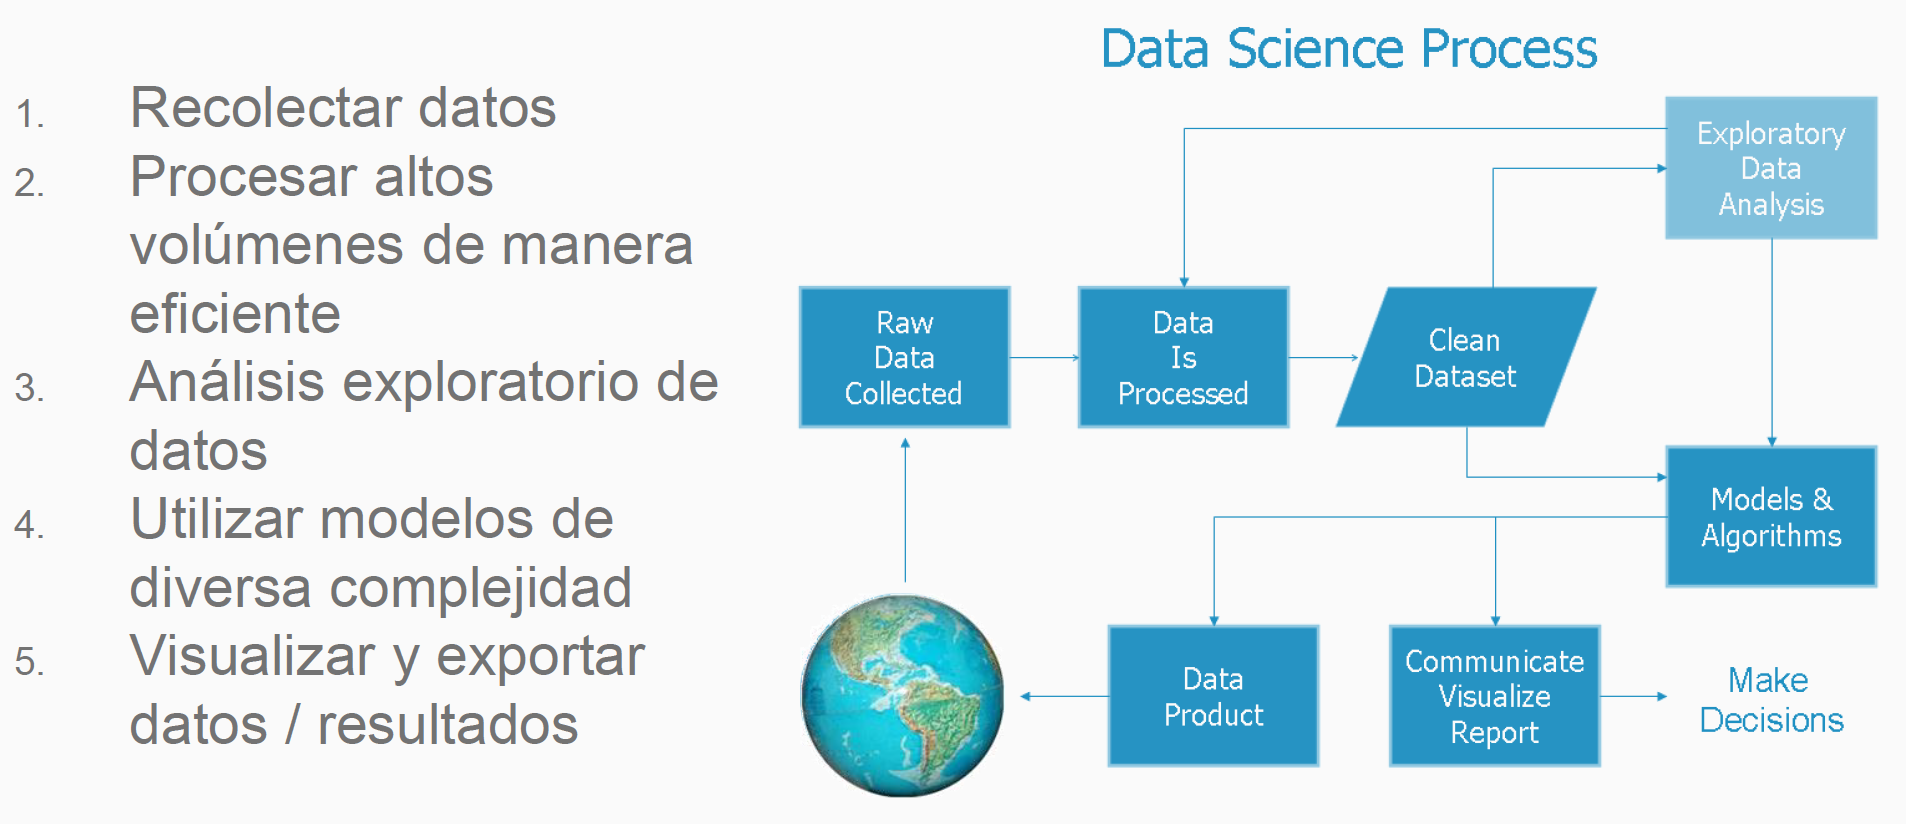 1. Recolectar datos
2. Procesar altos
volúmenes de manera
eficiente
3. Análisis exploratorio de
datos
4. Utilizar modelos de
diversa complejidad
5. Visualizar y exportar
datos / resultados
Data Science Process
Exploratory
Data
Analysis
Raw
Data
Collected
Data
Is
Processed
Clean
Dataset
Models &
Algorithms
Data
Product
Communicate
Visualize
Report
Make
Decisions